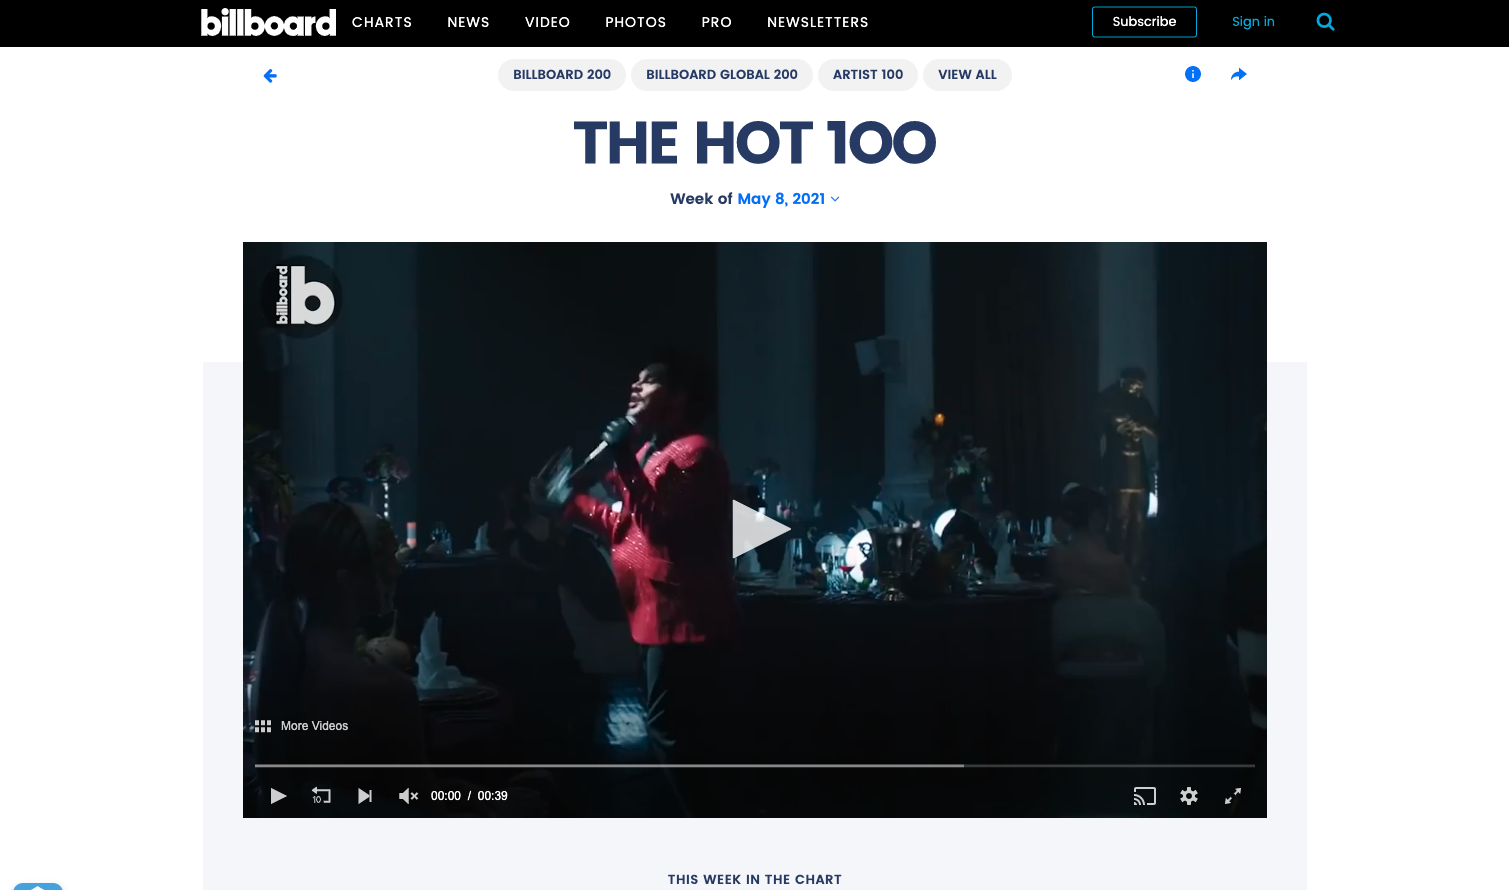 billboard CHARTS NEWS VIDEO PHOTOS PRO NEWSLETTERS Subscribe Sign in
BILLBOARD 200 BILLBOARD GLOBAL 200 ARTIST 100 VIEW ALL
THE HOT 100
Week of May 8, 2021
billboard b
More Videos
10 00:00 / 00:39
THIS WEEK IN THE CHART